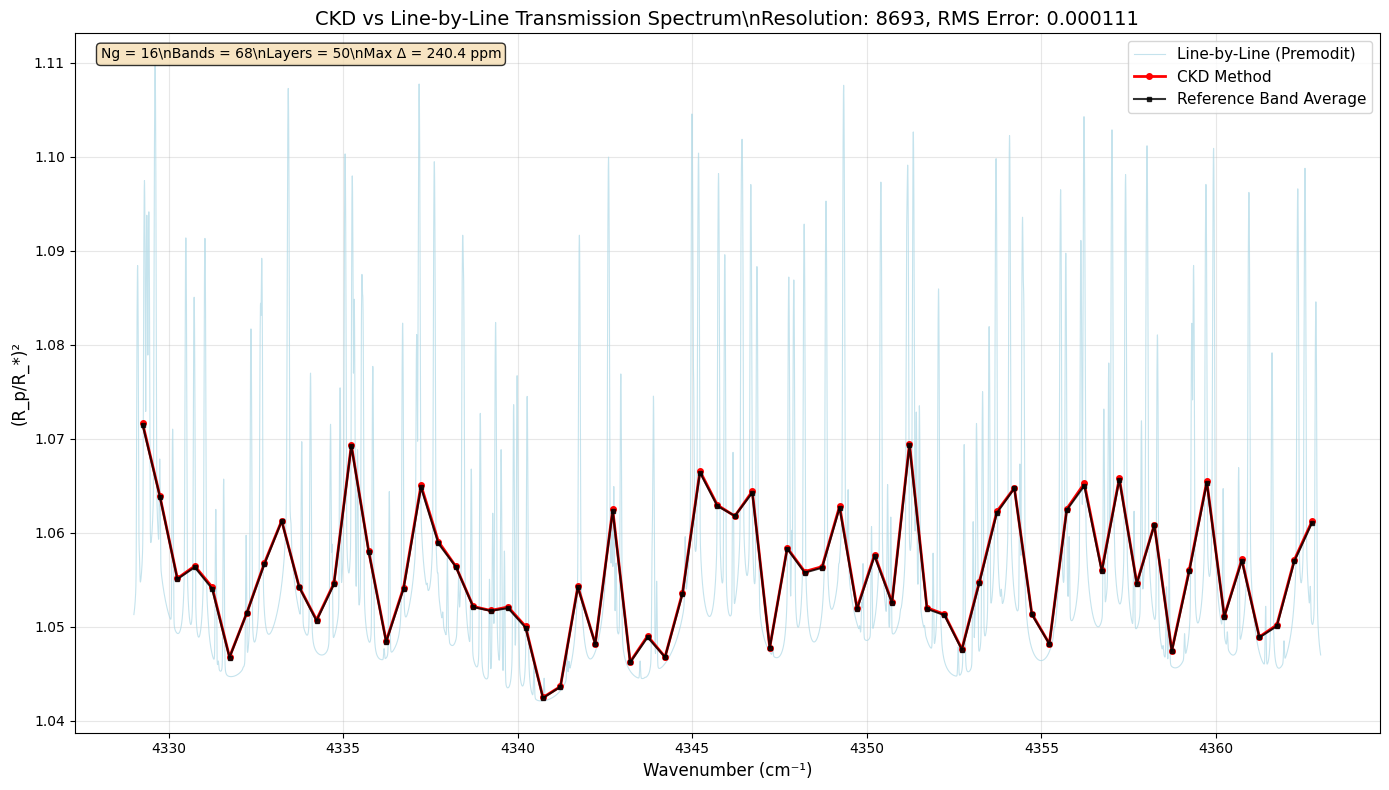 CKD vs Line-by-Line Transmission Spectrum\nResolution: 8693, RMS Error: 0.000111
Ng = 16\nBands = 68\nLayers = 50\nMax Δ = 240.4 ppm
Line-by-Line (Premodit)
CKD Method
Reference Band Average
(R_p/R_*)²
1.11
1.10
1.09
1.08
1.07
1.06
1.05
1.04
4330
4335
4340
4345
4350
4355
4360
Wavenumber (cm⁻¹)